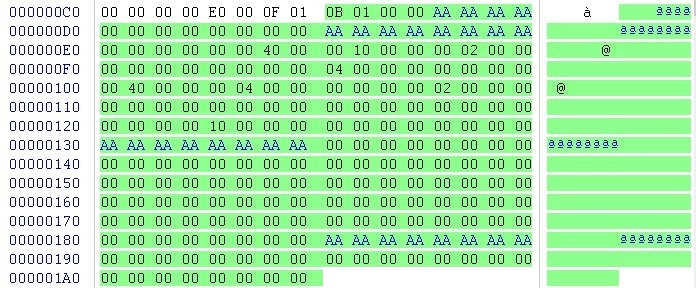 000000C0 00 00 00 00 E0 00 0F 01 0B 01 00 00 AA AA AA AA à ªªªª
000000D0 00 00 00 00 00 00 00 00 AA AA AA AA AA AA AA AA ªªªªªªªª
000000E0 00 00 00 00 00 00 40 00 00 10 00 00 00 02 00 00 @
000000F0 00 00 00 00 00 00 00 00 04 00 00 00 00 00 00 00
00000100 00 40 00 00 00 04 00 00 00 00 00 00 02 00 00 00 @
00000110 00 00 00 00 00 00 00 00 00 00 00 00 00 00 00 00
00000120 00 00 00 00 10 00 00 00 00 00 00 00 00 00 00 00
00000130 AA AA AA AA AA AA AA AA 00 00 00 00 00 00 00 00 ªªªªªªªª
00000140 00 00 00 00 00 00 00 00 00 00 00 00 00 00 00 00
00000150 00 00 00 00 00 00 00 00 00 00 00 00 00 00 00 00
00000160 00 00 00 00 00 00 00 00 00 00 00 00 00 00 00 00
00000170 00 00 00 00 00 00 00 00 00 00 00 00 00 00 00 00
00000180 00 00 00 00 00 00 00 00 AA AA AA AA AA AA AA AA ªªªªªªªª
00000190 00 00 00 00 00 00 00 00 00 00 00 00 00 00 00 00
000001A0 00 00 00 00 00 00 00 00